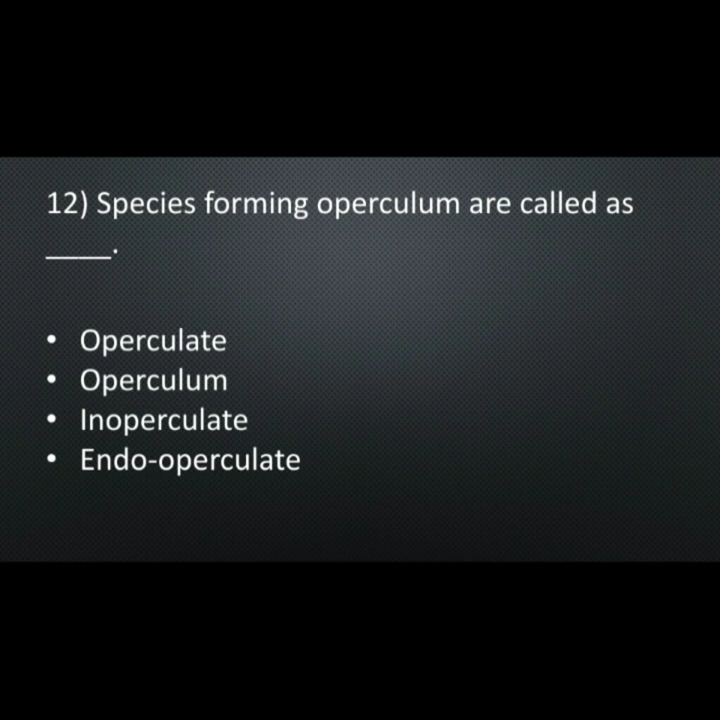 12) Species forming operculum are called as
____.
• Operculate
• Operculum
• Inoperculate
• Endo-operculate